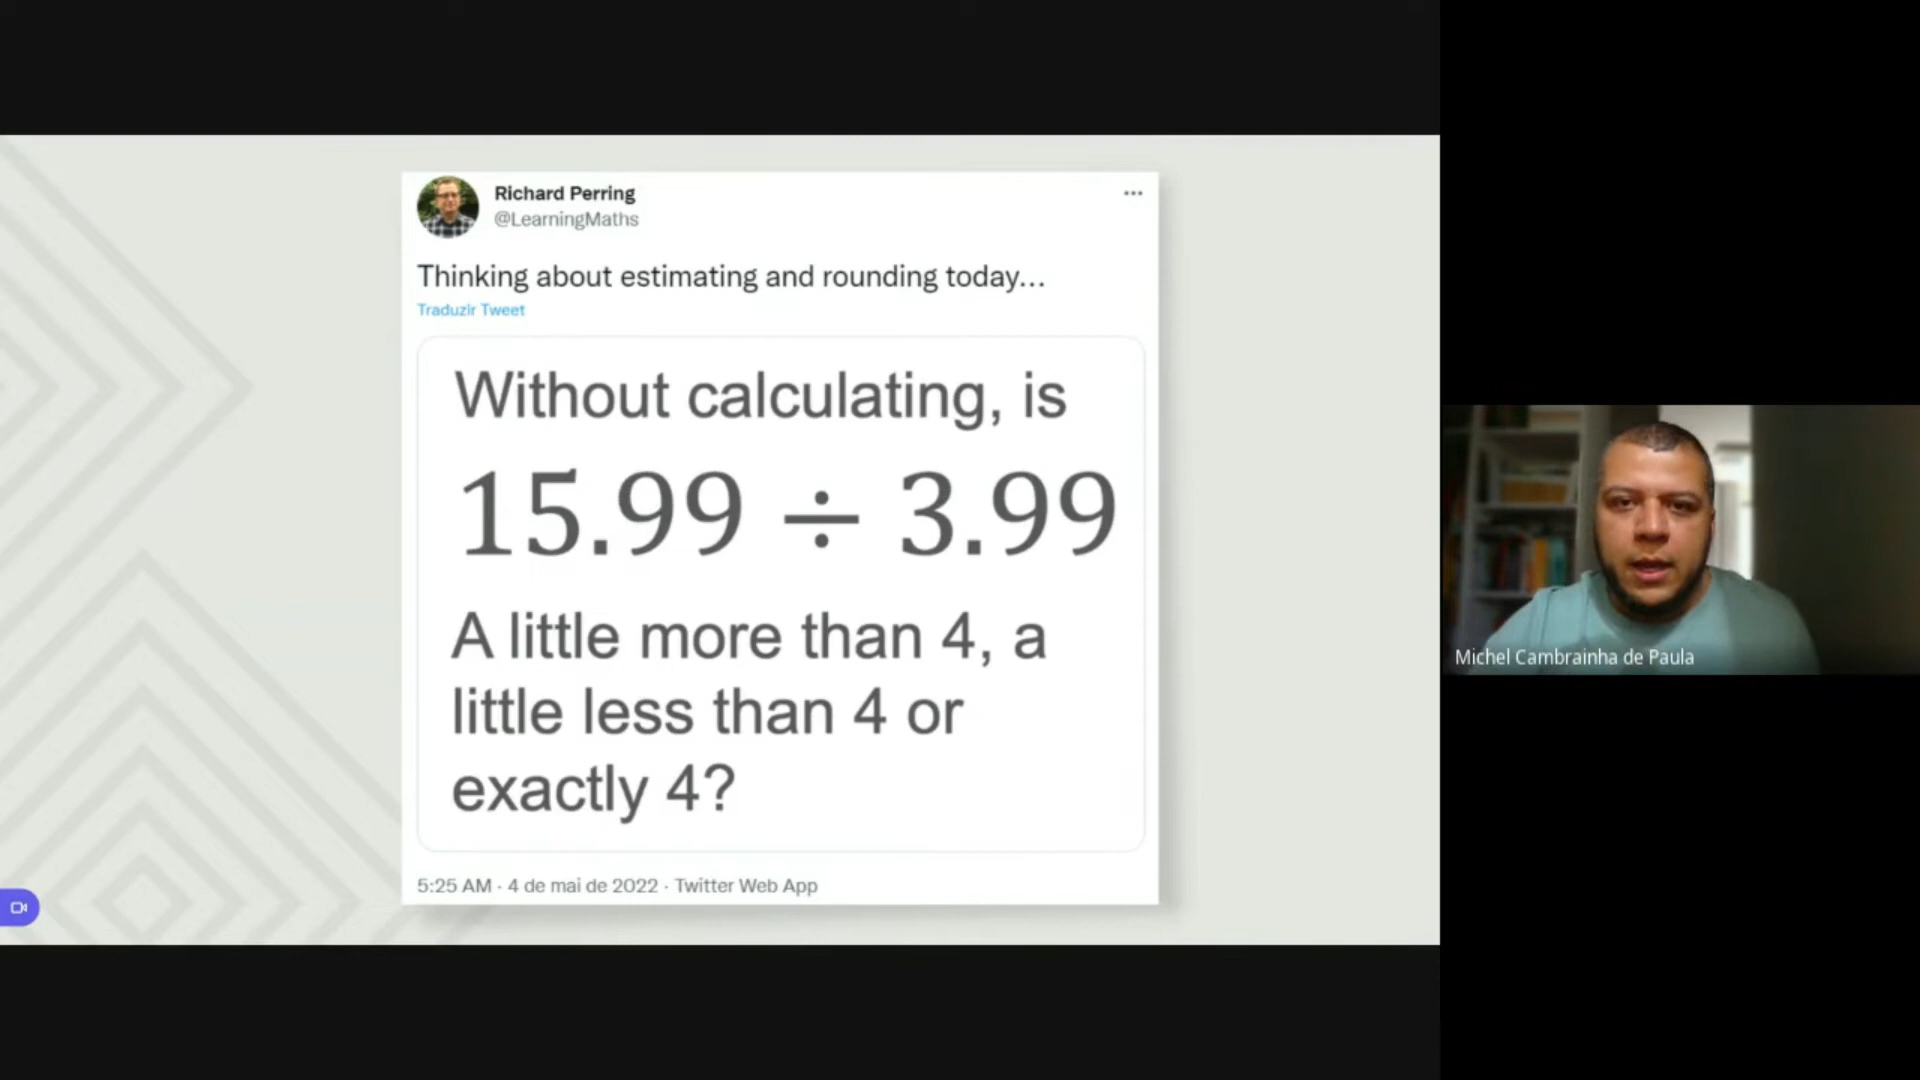 Richard Perring
@LearningMaths
Thinking about estimating and rounding today...
Traduzir Tweet
Without calculating, is
15.99 ÷ 3.99
A little more than 4, a
little less than 4 or
exactly 4?
5:25 AM · 4 de mai de 2022 · Twitter Web App
Michel Cambrainha de Paula